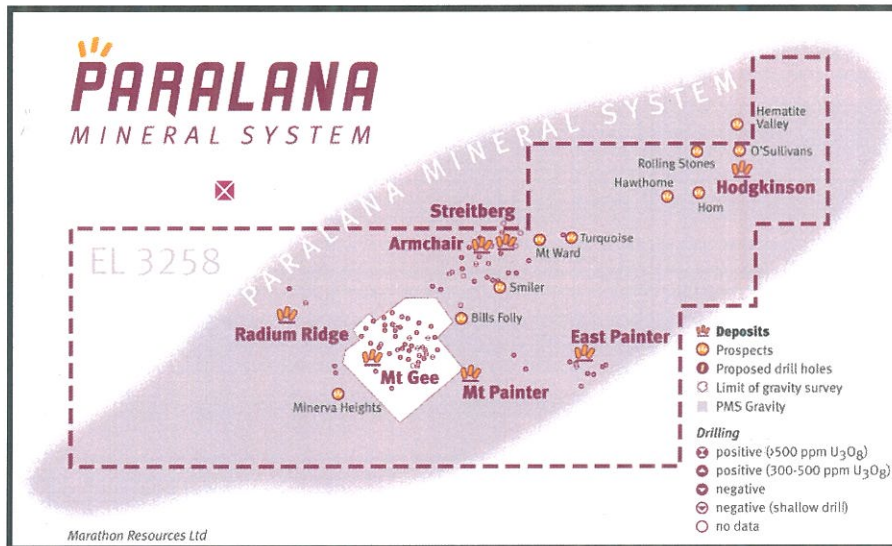 PARALANA
MINERAL SYSTEM
PARALANA MINERAL SYSTEM
EL 3258
Hematite
Valley
O'Sullivans
Rolling Stones
Hodgkinson
Hawthorne
Horn
Streitberg
Armchair
Turquoise
Mt Ward
Smiler
Bills Folly
Radium Ridge
East Painter
Mt Gee
Mt Painter
Minerva Heights
Deposits
Prospects
Proposed drill holes
Limit of gravity survey
PMS Gravity
Drilling
positive (>500 ppm U3O8)
positive (300-500 ppm U3O8)
negative
negative (shallow drill)
no data
Marathon Resources Ltd